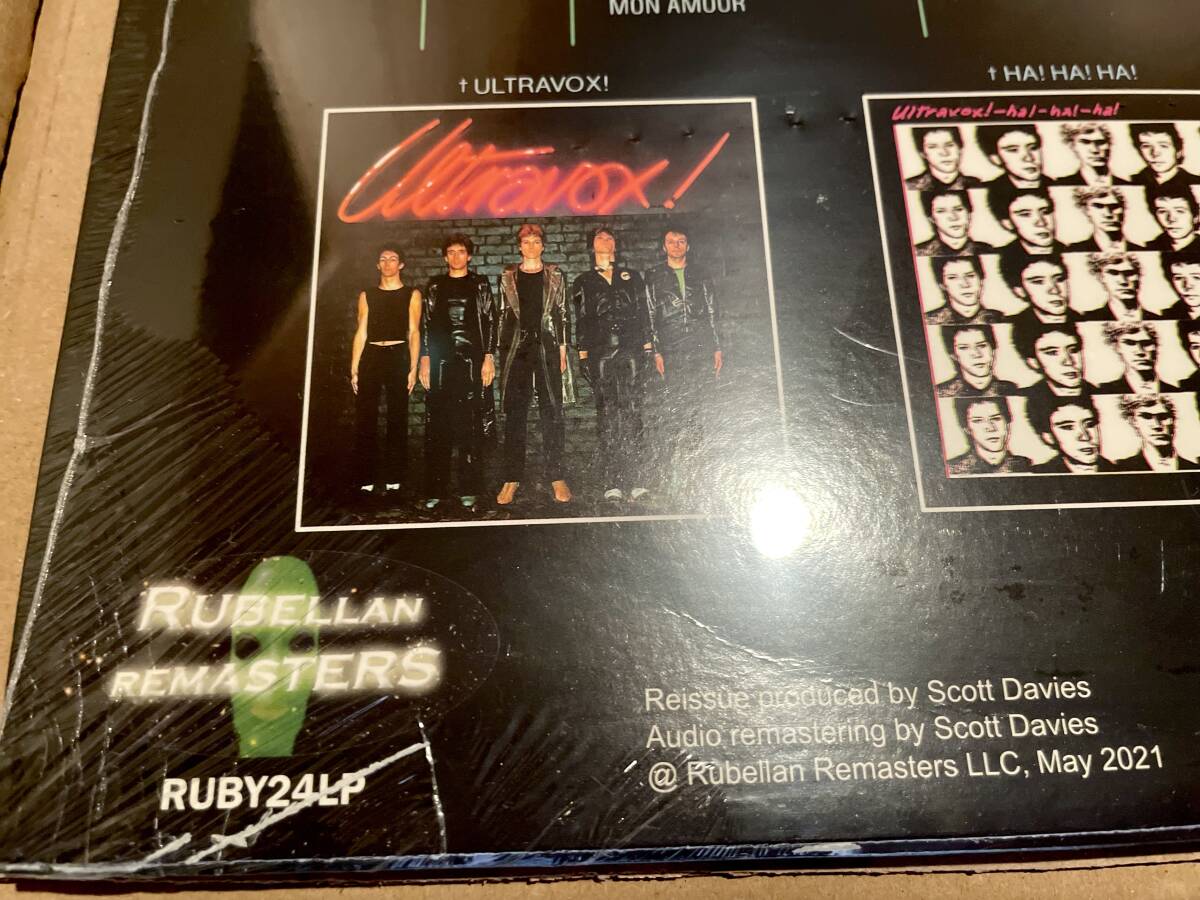 MON AMOUR
† ULTRAVOX!
† HA! HA! HA!
Ultravox!
Ultravox!-ha!-ha!-ha!
RUBELLAN
REMASTERS
RUBY24LP
Reissue produced by Scott Davies
Audio remastering by Scott Davies
@ Rubellan Remasters LLC, May 2021